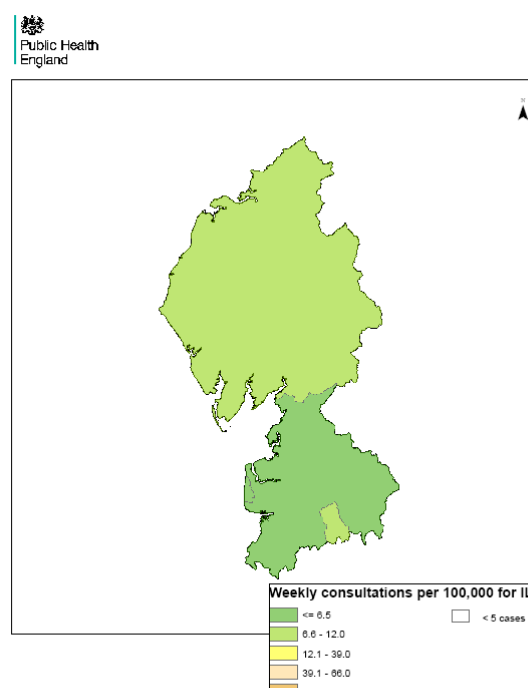 Public Health
England
N
Weekly consultations per 100,000 for IL
<= 6.5
< 5 cases
6.6 - 12.0
12.1 - 39.0
39.1 - 66.0